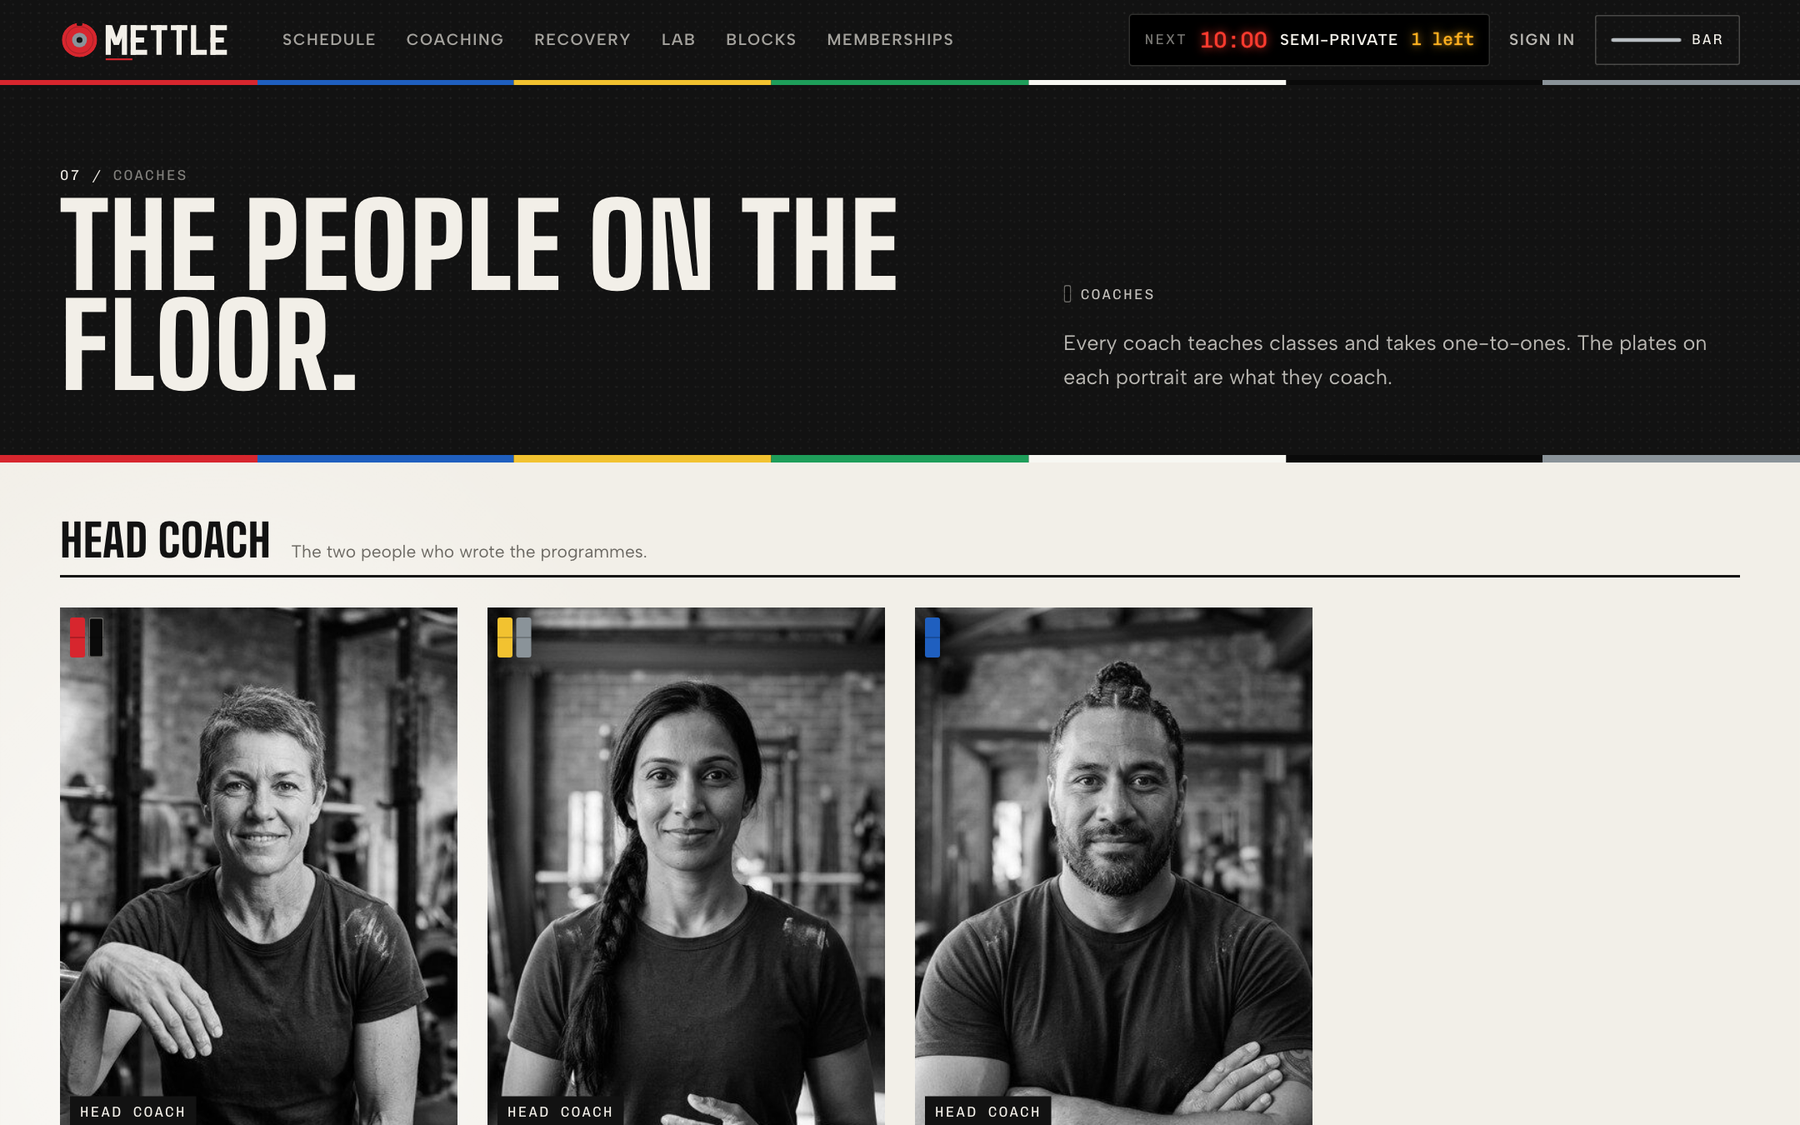 METTLE
SCHEDULE COACHING RECOVERY LAB BLOCKS MEMBERSHIPS
NEXT 10:00 SEMI-PRIVATE 1 left
SIGN IN
BAR
07 / COACHES
THE PEOPLE ON THE
FLOOR.
COACHES
Every coach teaches classes and takes one-to-ones. The plates on
each portrait are what they coach.
HEAD COACH
The two people who wrote the programmes.
HEAD COACH
HEAD COACH
HEAD COACH